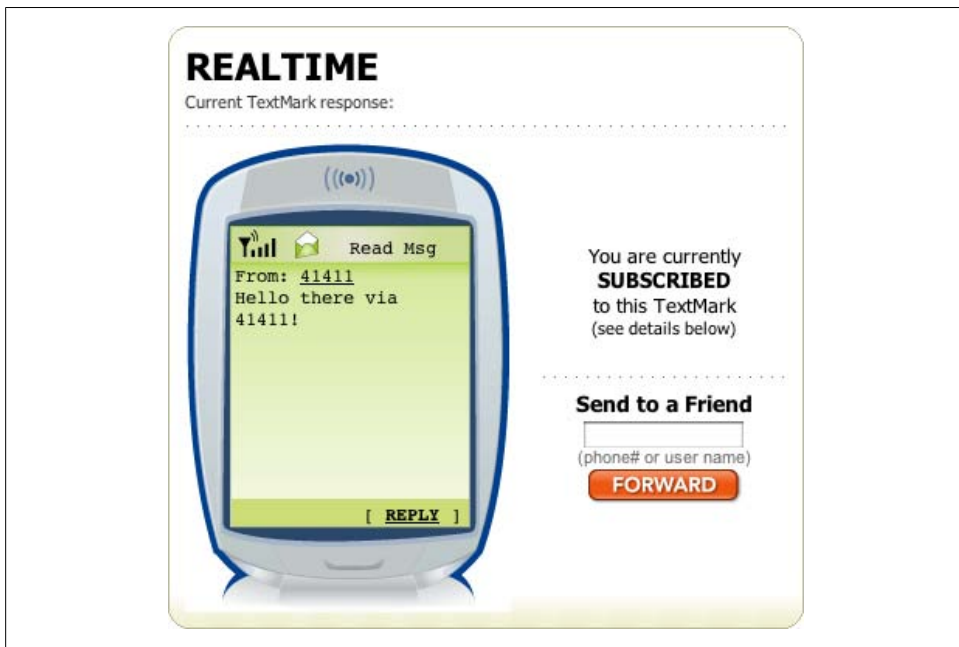 REALTIME
Current TextMark response:
Read Msg
From: 41411
Hello there via
41411!
[ REPLY ]
You are currently
SUBSCRIBED
to this TextMark
(see details below)
Send to a Friend
(phone# or user name)
FORWARD